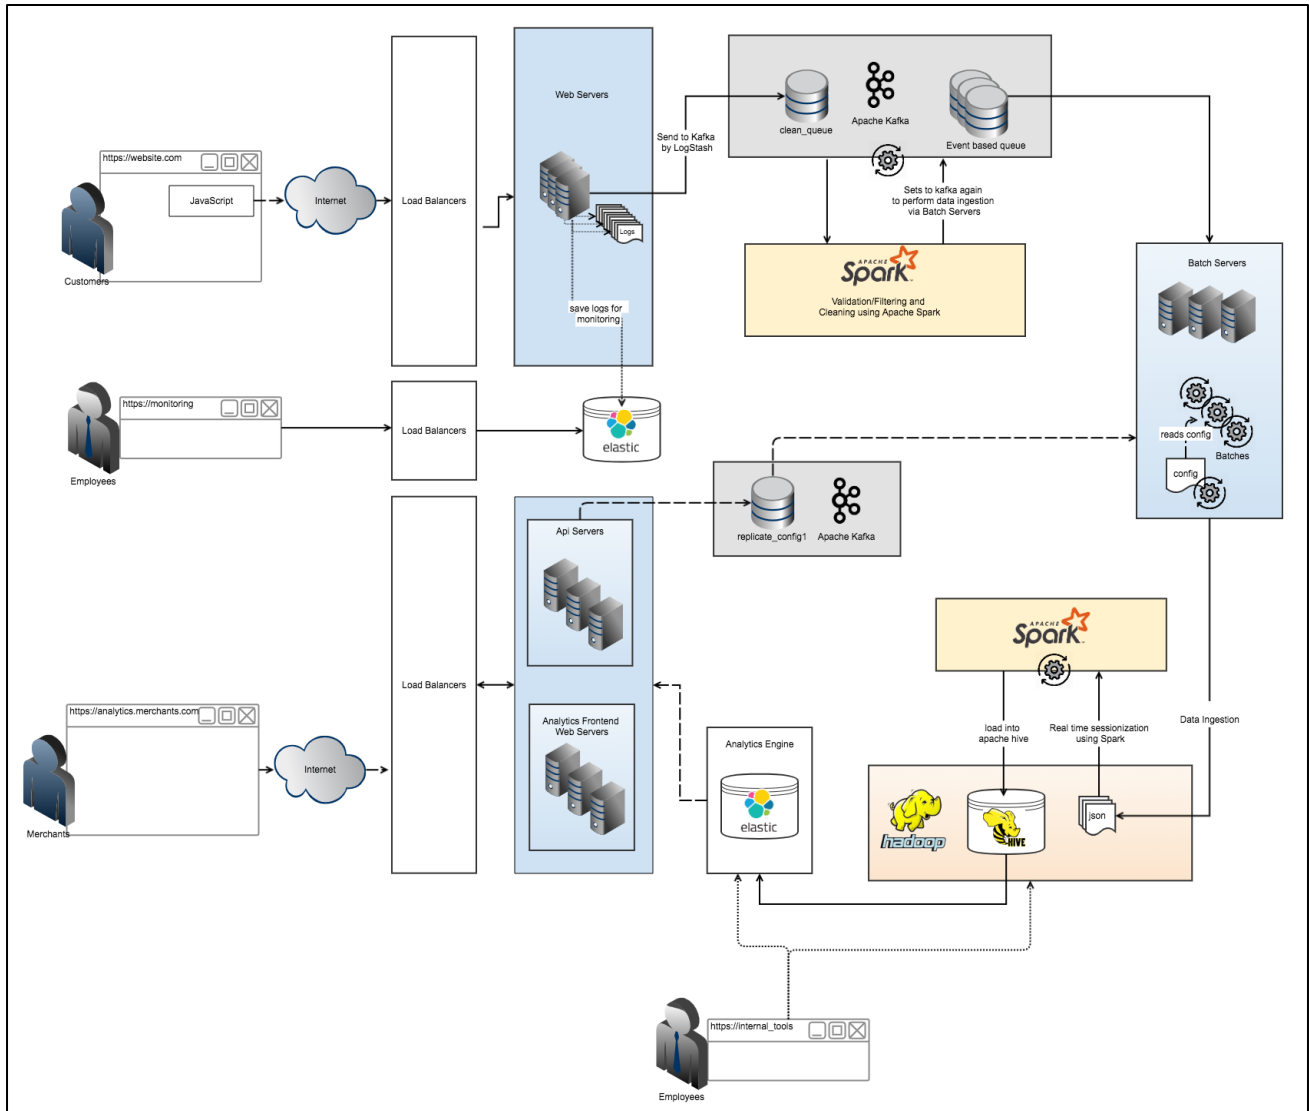 https://website.com
JavaScript
Customers
Internet
Load Balancers
Web Servers
Logs
save logs for
monitoring
Send to Kafka
by LogStash
clean_queue
Apache Kafka
Event based queue
Sets to kafka again
to perform data ingestion
via Batch Servers
APACHE
Spark
Validation/Filtering and
Cleaning using Apache Spark
Batch Servers
reads config
Batches
config
https://monitoring
Employees
Load Balancers
elastic
Api Servers
replicate_config1
Apache Kafka
Load Balancers
https://analytics.merchants.com
Merchants
Internet
Analytics Frontend
Web Servers
Analytics Engine
elastic
APACHE
Spark
load into
apache hive
Real time sessionization
using Spark
Data Ingestion
hadoop
HIVE
json
https://internal_tools
Employees